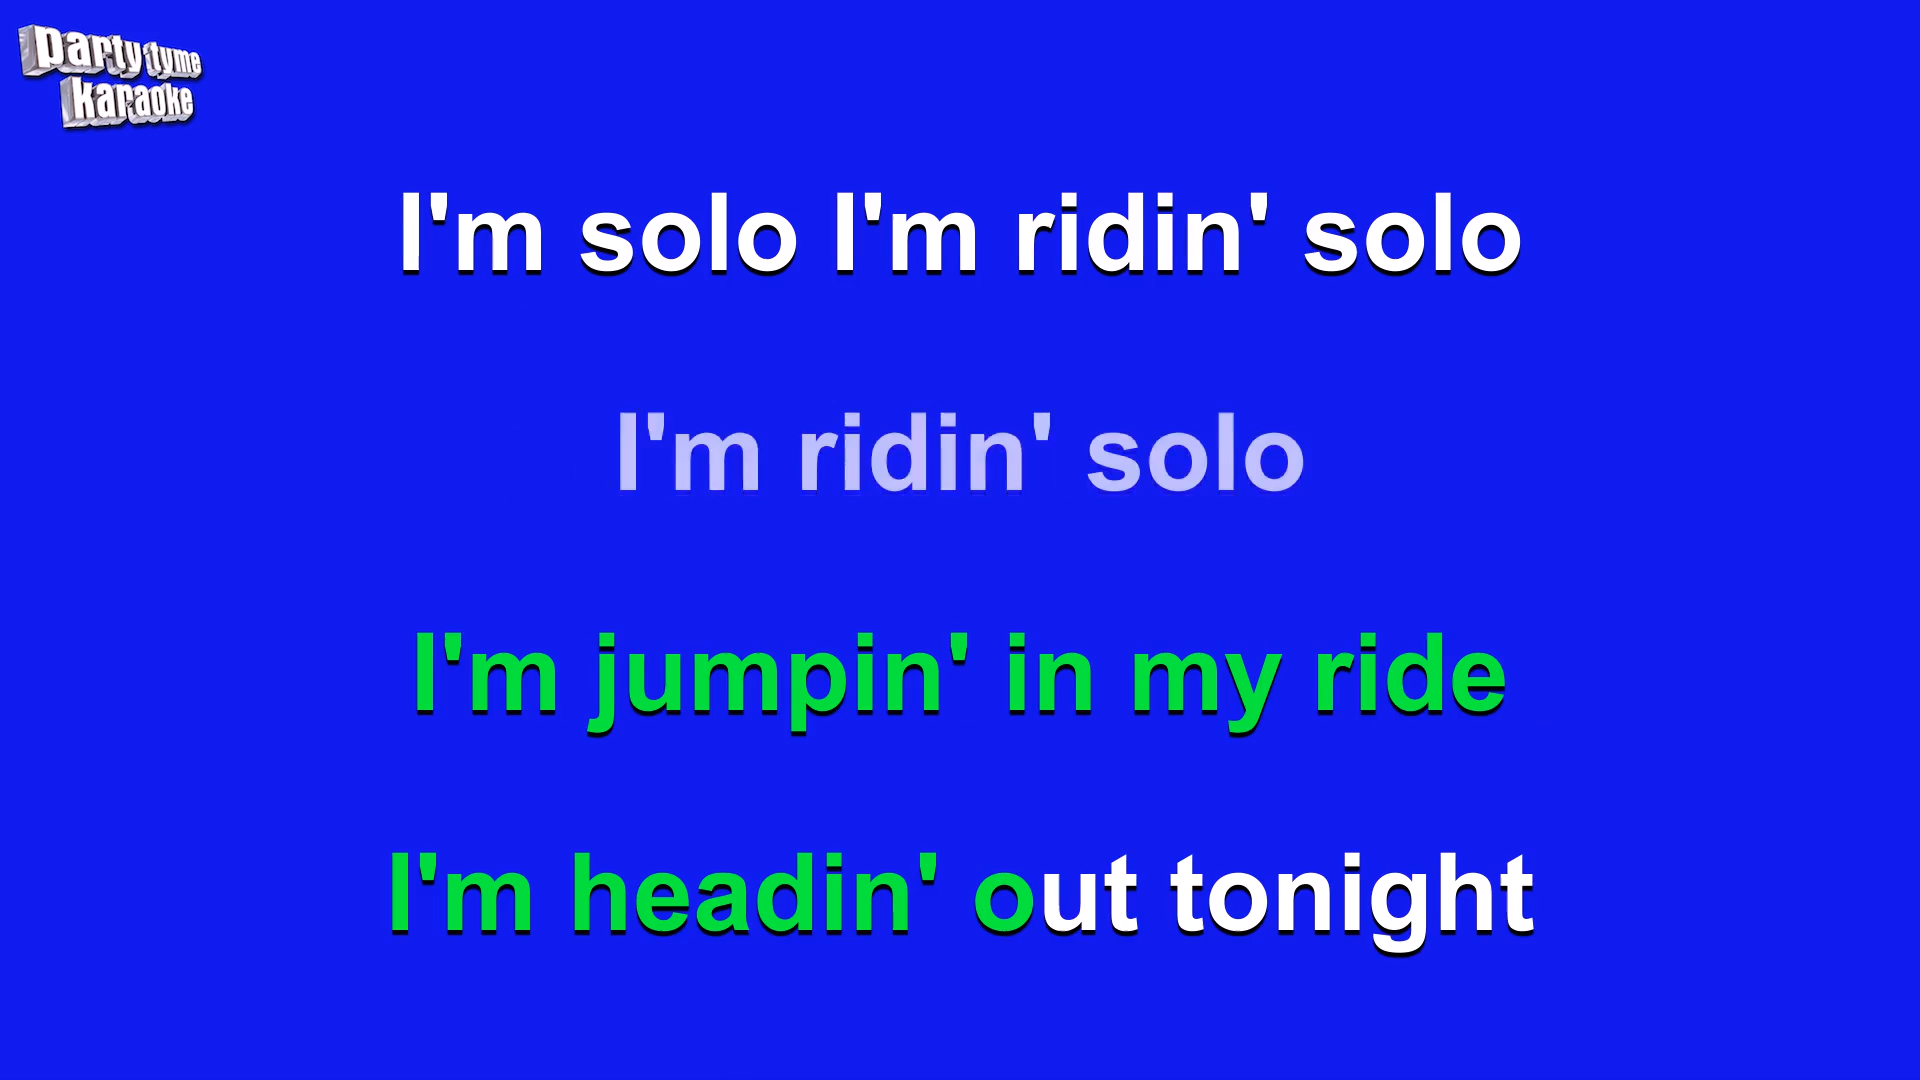 party tyme
karaoke
I'm solo I'm ridin' solo
I'm ridin' solo
I'm jumpin' in my ride
I'm headin' out tonight